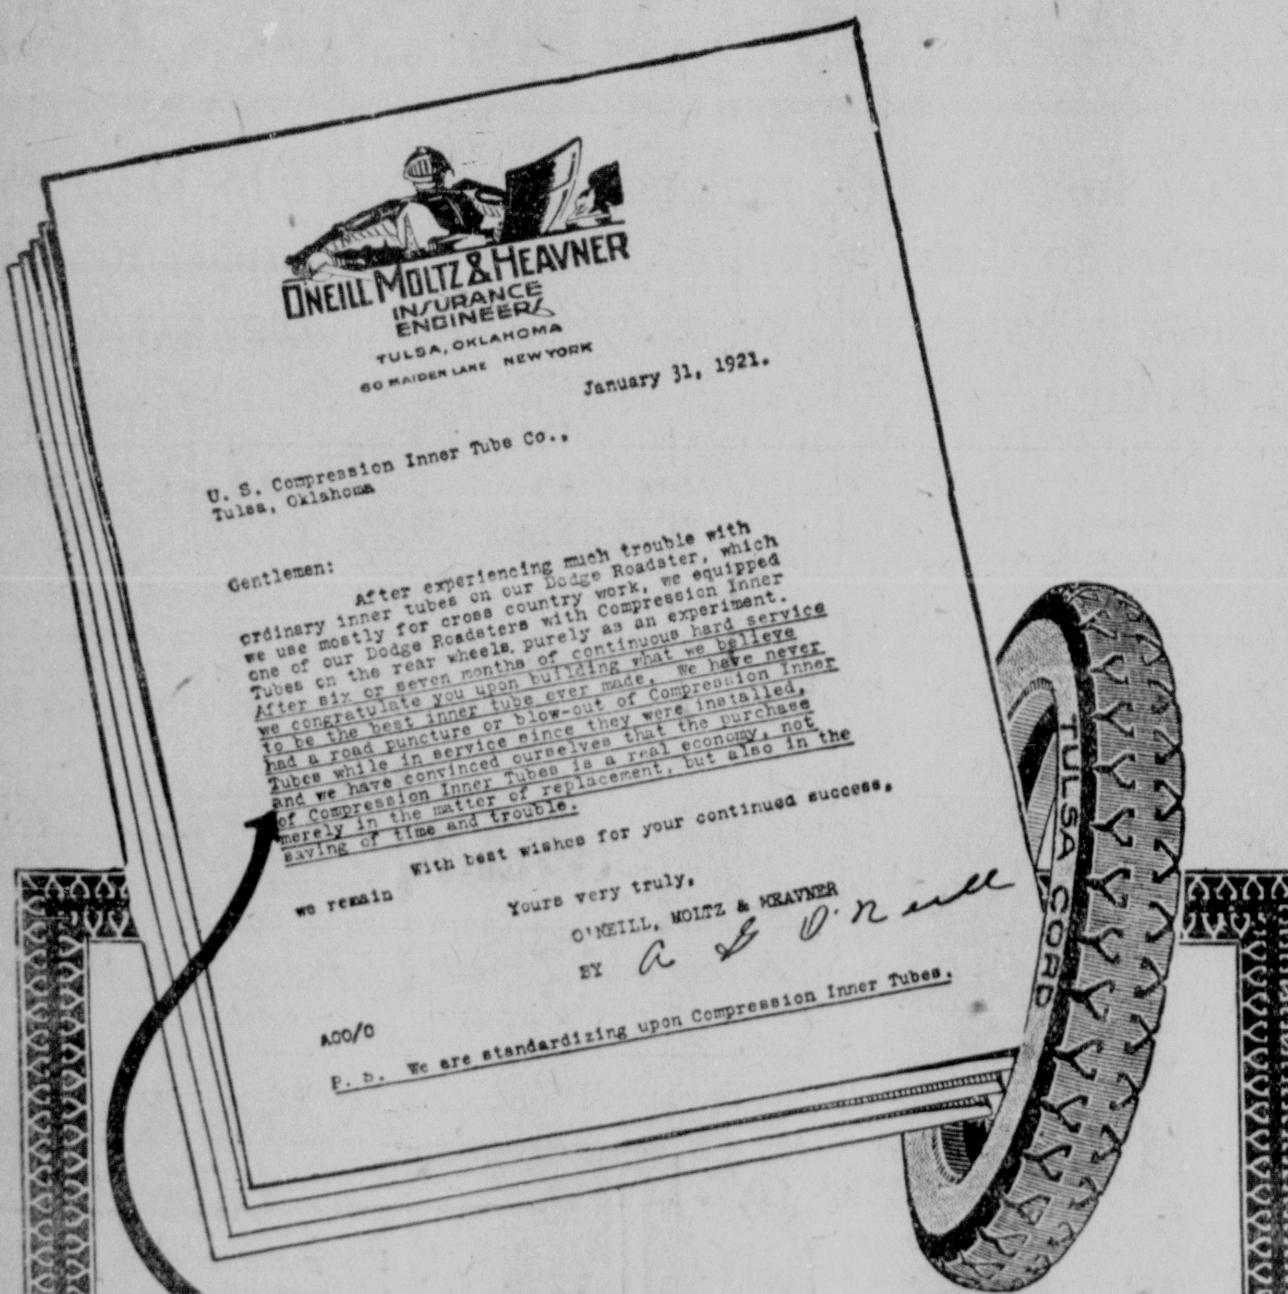 ONEILL MOLTZ & HEAVNER
INSURANCE
ENGINEERS
TULSA, OKLAHOMA
60 MAIDEN LANE NEW YORK
January 31, 1921.
U. S. Compression Inner Tube Co.,
Tulsa, Oklahoma
Gentlemen:
After experiencing much trouble with
ordinary inner tubes on our Dodge Roadster, which
we use mostly for cross country work, we equipped
one of our Dodge Roadsters with Compression Inner
Tubes on the rear wheels, purely as an experiment.
After six or seven months of continuous hard service
we congratulate you upon building what we believe
to be the best inner tube ever made. We have never
had a road puncture or blow-out of Compression Inner
Tubes while in service since they were installed,
and we have convinced ourselves that the purchase
of Compression Inner Tubes is a real economy, not
merely in the matter of replacement, but also in the
saving of time and trouble.
With best wishes for your continued success,
we remain
Yours very truly,
O'NEILL, MOLTZ & HEAVNER
BY A G O'Neill
AOO/O
P. S. We are standardizing upon Compression Inner Tubes.
TULSA CORD